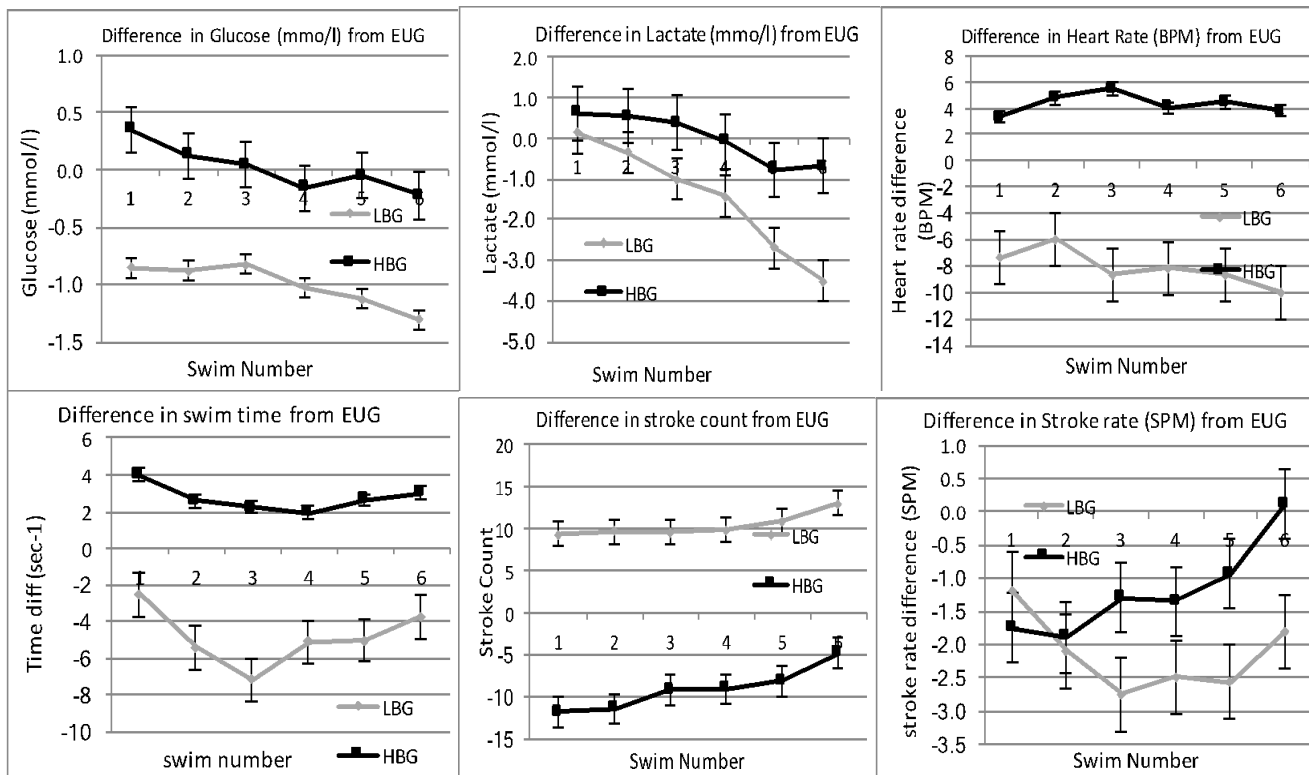 Difference in Glucose (mmo/l) from EUG
1.0
0.5
0.0
-0.5
-1.0
-1.5
Glucose (mmol/l)
1 2 3 4 5 6
LBG
HBG
Swim Number
Difference in Lactate (mmo/l) from EUG
2.0
1.0
0.0
-1.0
-2.0
-3.0
-4.0
-5.0
Lactate (mmol/l)
1 2 3 4
LBG
HBG
Swim Number
Difference in Heart Rate (BPM) from EUG
8
6
4
2
0
-2
-4
-6
-8
-10
-12
-14
Heart rate difference
(BPM)
1 2 3 4 5 6
LBG
HBG
Swim Number
Difference in swim time from EUG
6
4
2
0
-2
-4
-6
-8
-10
Time diff (sec-1)
1 2 3 4 5 6
LBG
HBG
swim number
Difference in stroke count from EUG
20
15
10
5
0
-5
-10
-15
Stroke Count
1 2 3 4 5 6
LBG
HBG
Swim Number
Difference in Stroke rate (SPM) from EUG
1.0
0.5
0.0
-0.5
-1.0
-1.5
-2.0
-2.5
-3.0
-3.5
stroke rate difference (SPM)
1 2 3 4 5 6
LBG
HBG
Swim Number